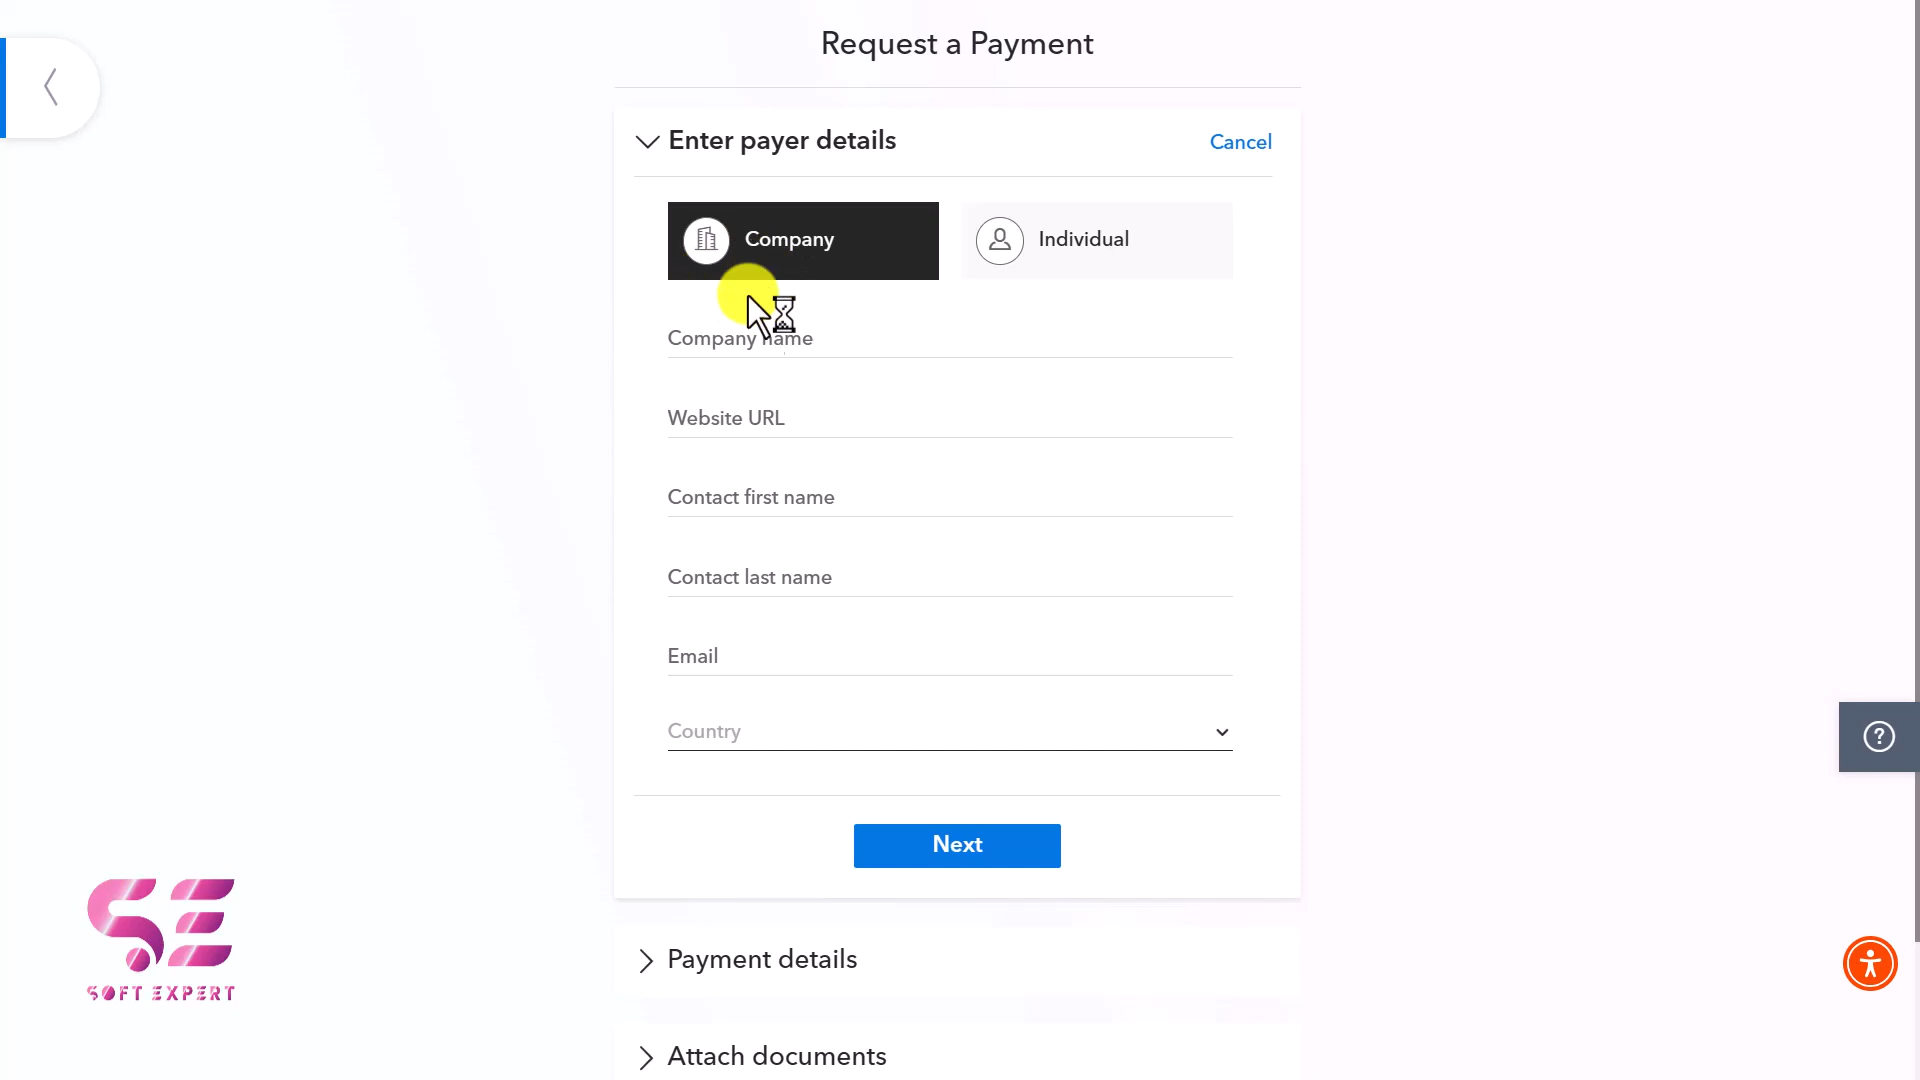 Request a Payment
Enter payer details
Cancel
Company
Individual
Company name
Website URL
Contact first name
Contact last name
Email
Country
Next
Payment details
Attach documents
?
SE
SOFT EXPERT